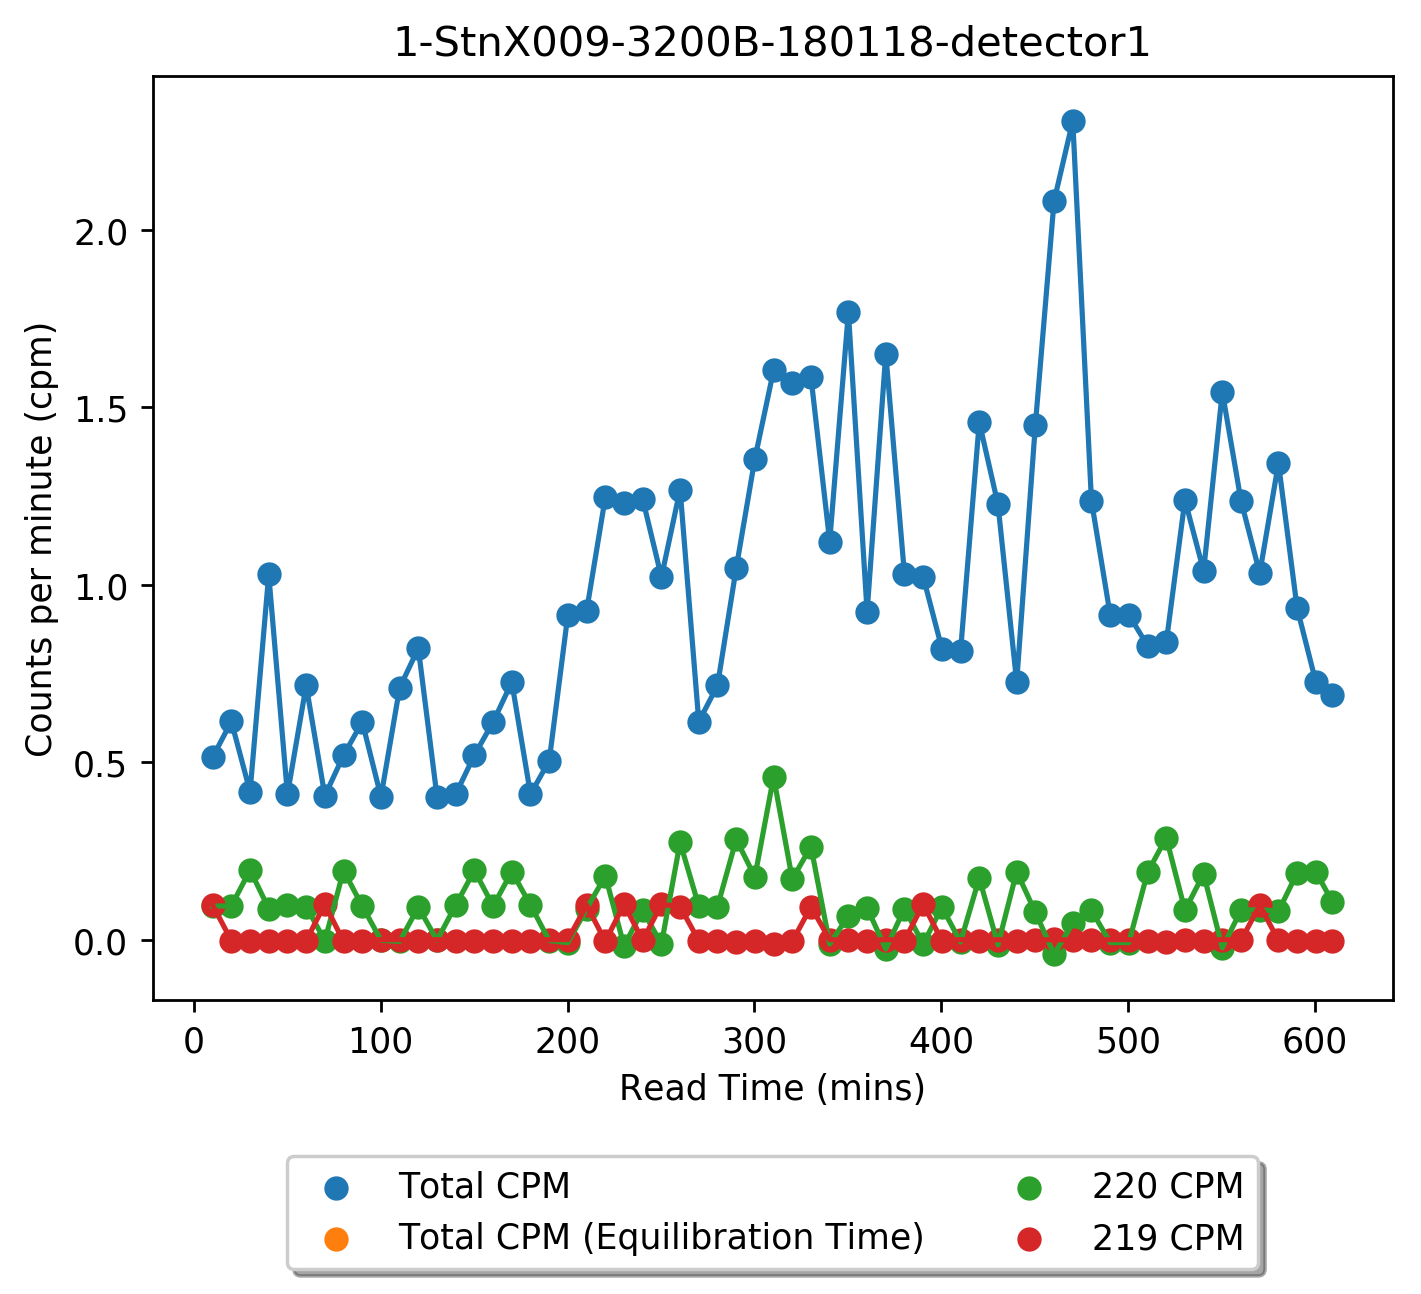 1-StnX009-3200B-180118-detector1
Counts per minute (cpm)
2.0
1.5
1.0
0.5
0.0
0 100 200 300 400 500 600
Read Time (mins)
Total CPM 220 CPM
Total CPM (Equilibration Time) 219 CPM